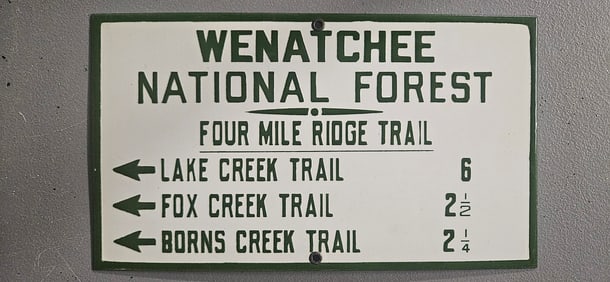 WENATCHEE
NATIONAL FOREST
FOUR MILE RIDGE TRAIL
LAKE CREEK TRAIL 6
FOX CREEK TRAIL 2 1/2
BORNS CREEK TRAIL 2 1/4